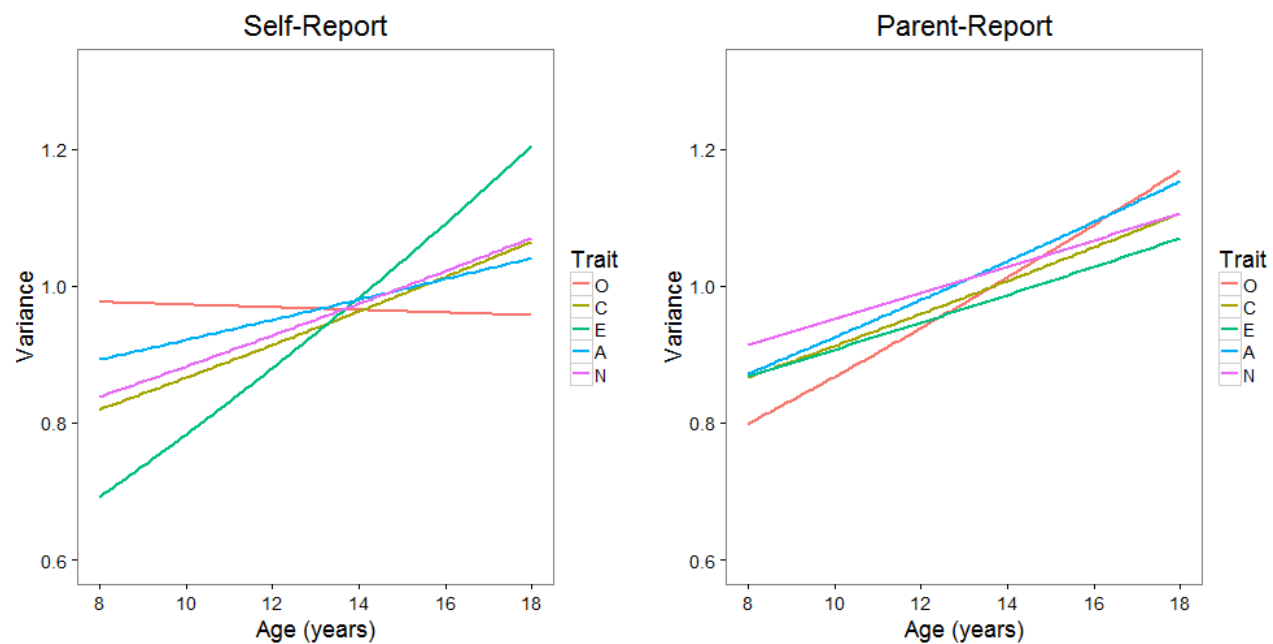 Self-Report
Variance
1.2
1.0
0.8
0.6
8 10 12 14 16 18
Age (years)
Trait
O
C
E
A
N
Parent-Report
Variance
1.2
1.0
0.8
0.6
8 10 12 14 16 18
Age (years)
Trait
O
C
E
A
N